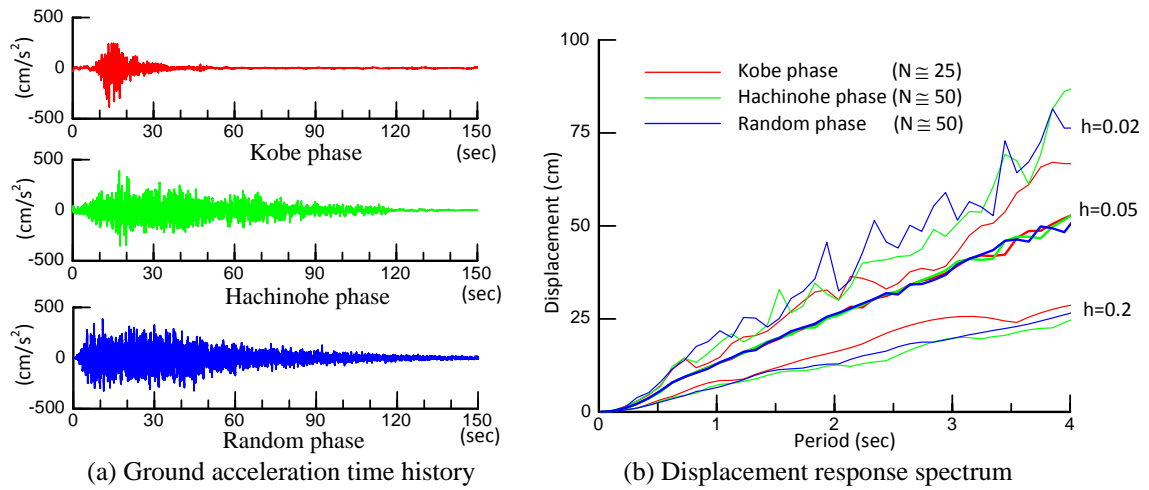 500
0
-500
(cm/s²)
0 30 60 90 120 150
Kobe phase
(sec)
500
0
-500
(cm/s²)
0 30 60 90 120 150
Hachinohe phase
(sec)
500
0
-500
(cm/s²)
0 30 60 90 120 150
Random phase
(sec)
(a) Ground acceleration time history
100
75
50
25
0
Displacement (cm)
Kobe phase (N ≅ 25)
Hachinohe phase (N ≅ 50)
Random phase (N ≅ 50)
h=0.02
h=0.05
h=0.2
0 1 2 3 4
Period (sec)
(b) Displacement response spectrum